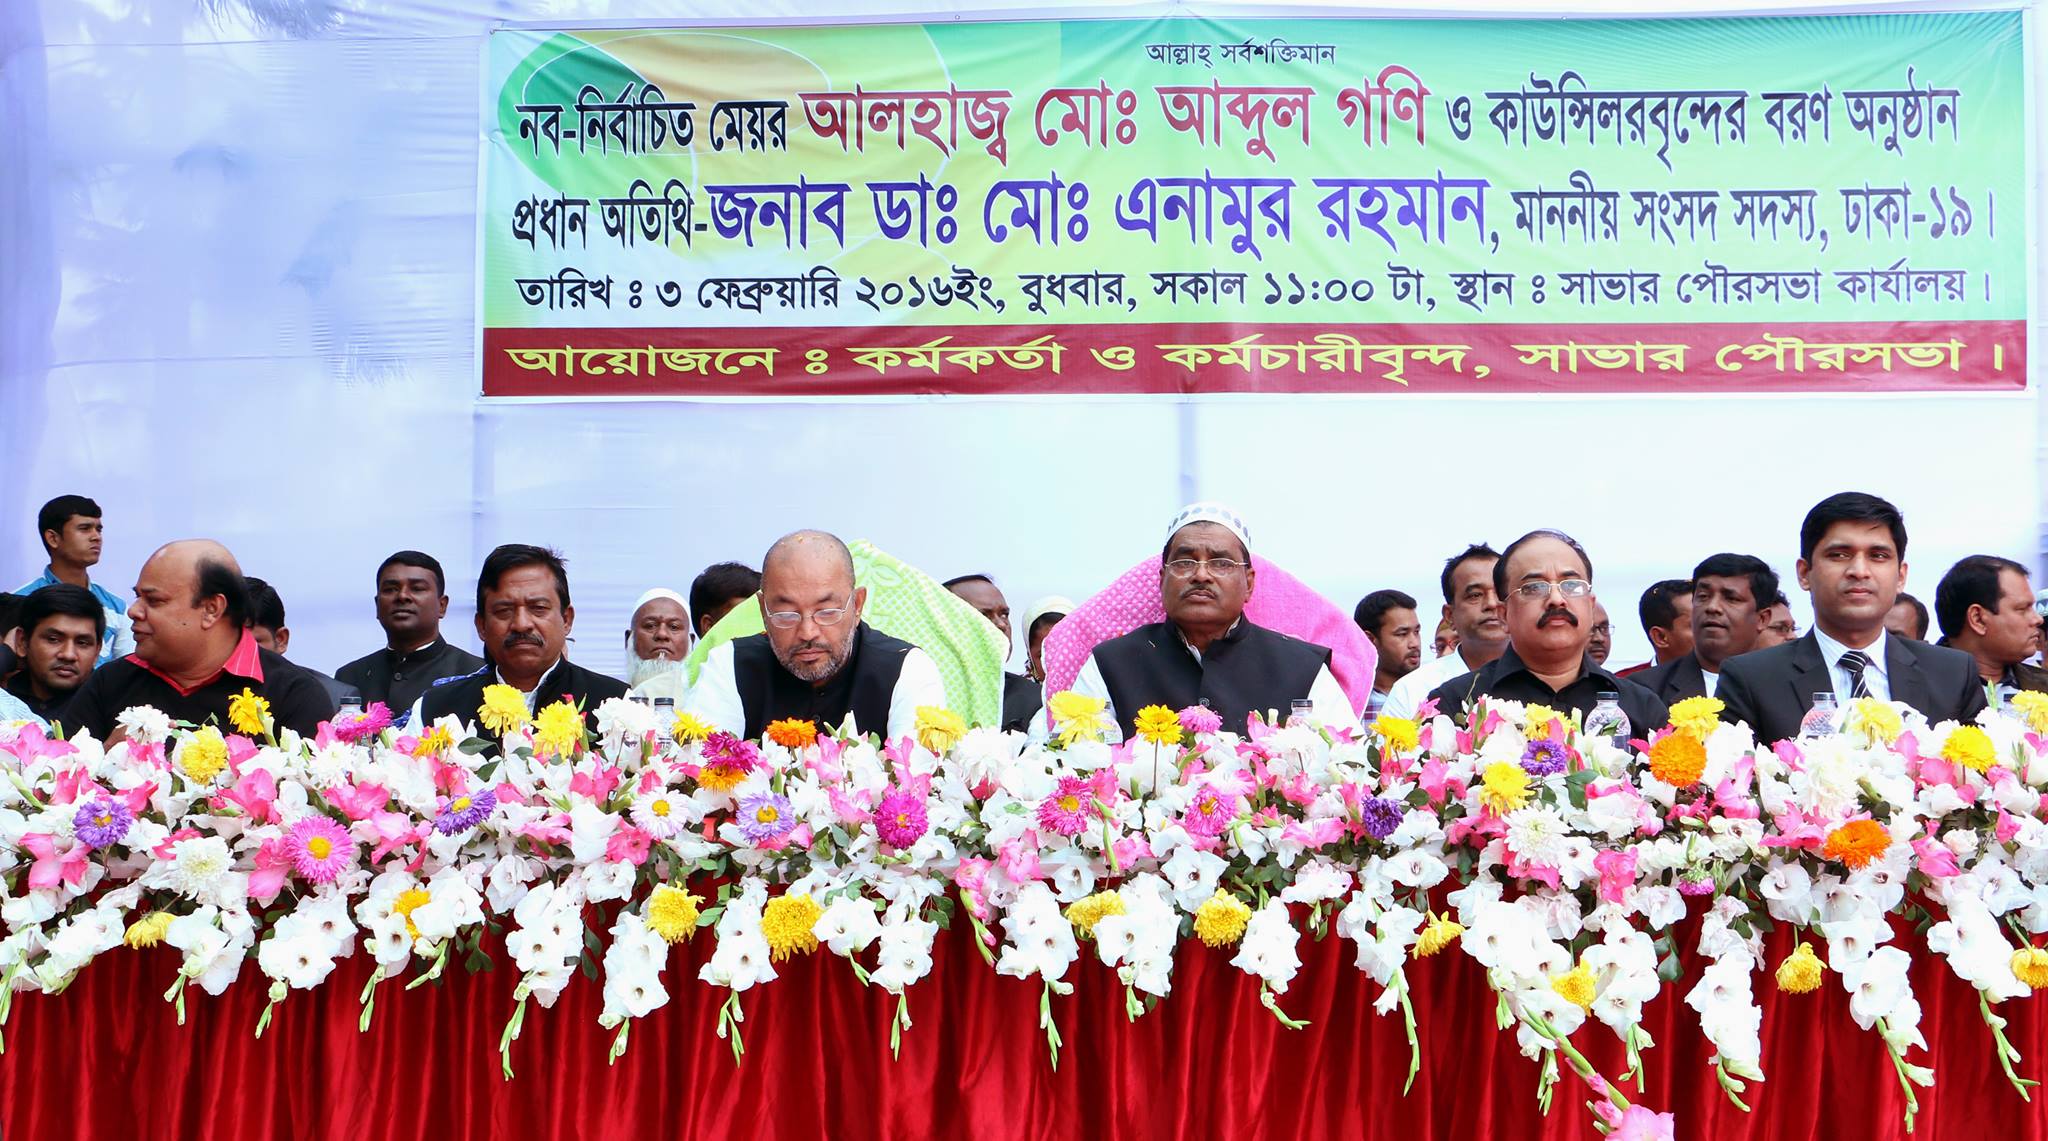 আল্লাহ্ সর্বশক্তিমান
নব-নির্বাচিত মেয়র আলহাজ্ব মোঃ আব্দুল গণি ও কাউন্সিলরবৃন্দের বরণ অনুষ্ঠান
প্রধান অতিথি-জনাব ডাঃ মোঃ এনামুর রহমান, মাননীয় সংসদ সদস্য, ঢাকা-১৯।
তারিখ ঃ ৩ ফেব্রুয়ারি ২০১৬ইং, বুধবার, সকাল ১১:০০ টা, স্থান ঃ সাভার পৌরসভা কার্যালয়।
আয়োজনে ঃ কর্মকর্তা ও কর্মচারীবৃন্দ, সাভার পৌরসভা।